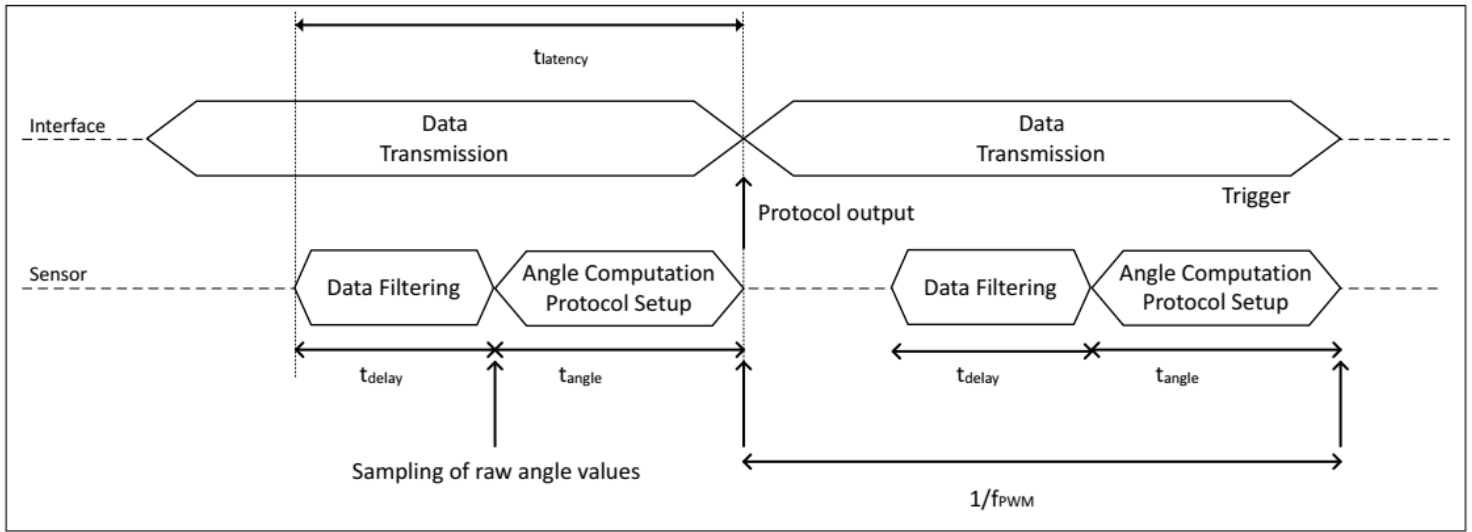 tlatency
Interface
Data
Transmission
Data
Transmission
Trigger
Protocol output
Sensor
Data Filtering
Angle Computation
Protocol Setup
Data Filtering
Angle Computation
Protocol Setup
tdelay
tangle
tdelay
tangle
Sampling of raw angle values
1/fPWM